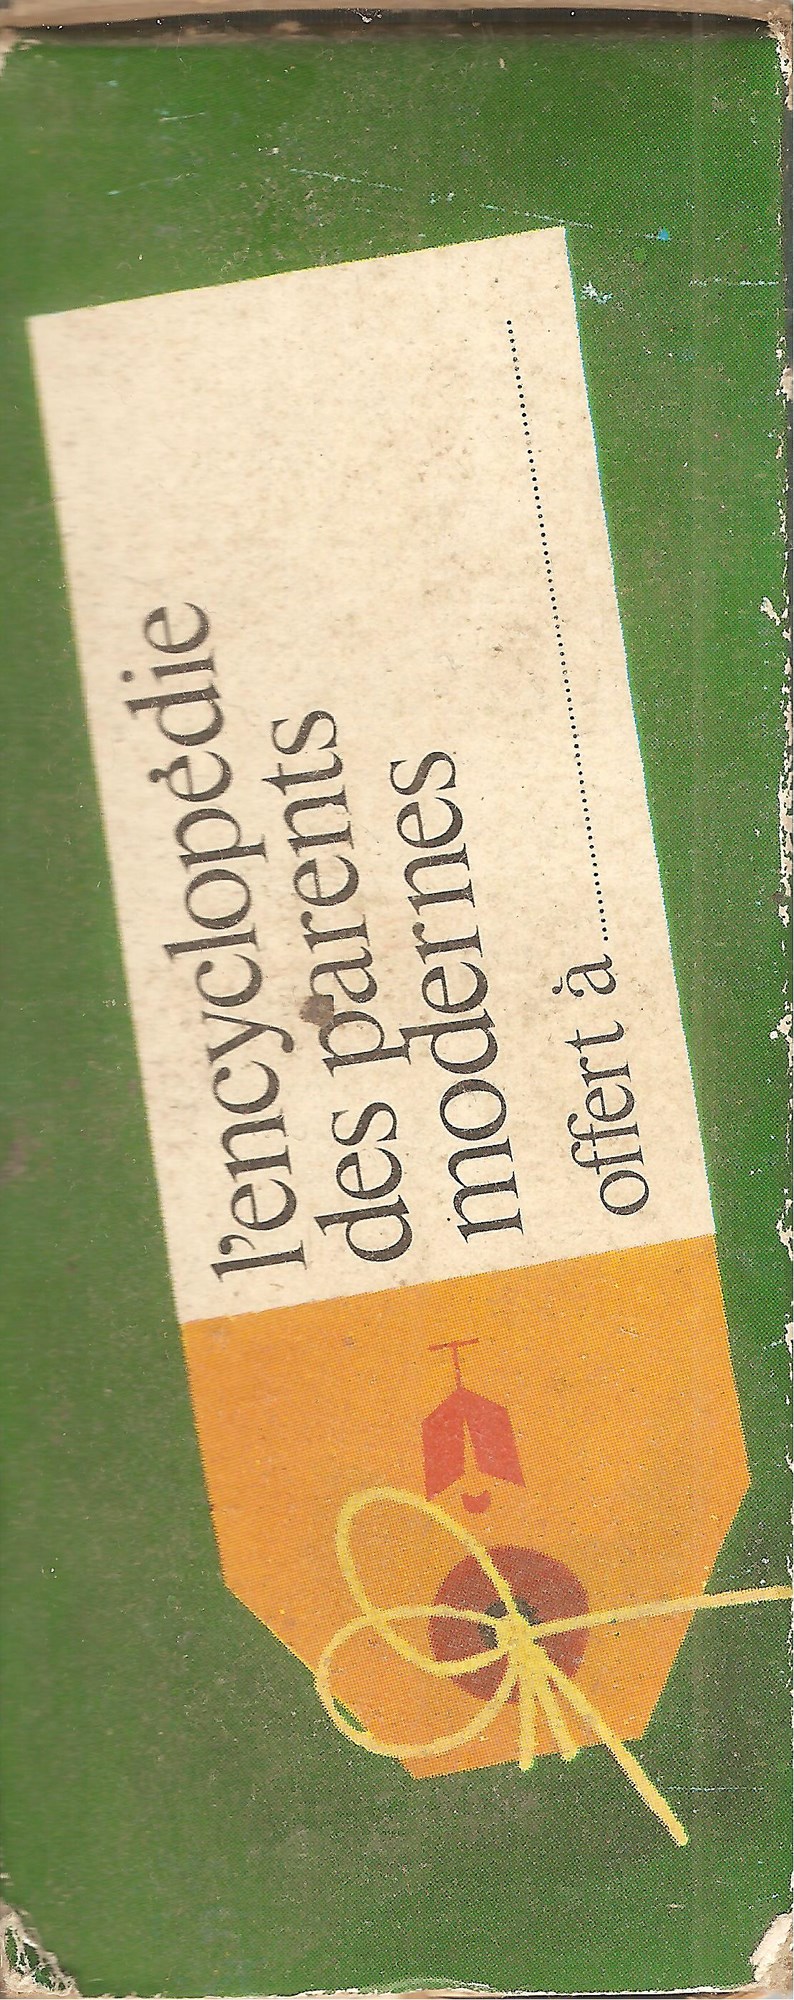 l'encyclopédie
des parents
modernes
offert à ..............................